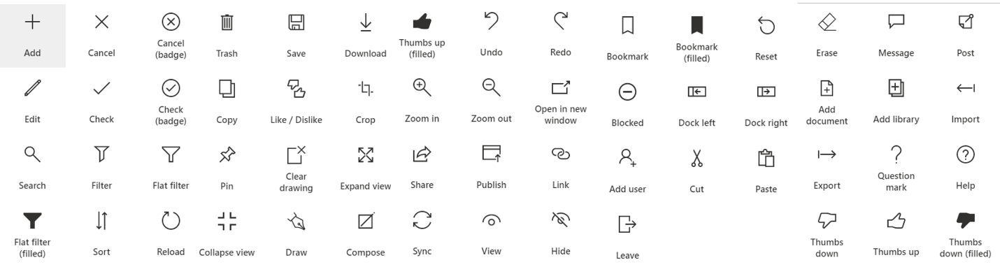 Add
Cancel
Cancel
(badge)
Trash
Save
Download
Thumbs up
(filled)
Undo
Redo
Bookmark
Bookmark
(filled)
Reset
Erase
Message
Post
Edit
Check
Check
(badge)
Copy
Like / Dislike
Crop
Zoom in
Zoom out
Open in new
window
Blocked
Dock left
Dock right
Add
document
Add library
Import
Search
Filter
Flat filter
Pin
Clear
drawing
Expand view
Share
Publish
Link
Add user
Cut
Paste
Export
Question
mark
Help
Flat filter
(filled)
Sort
Reload
Collapse view
Draw
Compose
Sync
View
Hide
Leave
Thumbs
down
Thumbs up
Thumbs
down (filled)